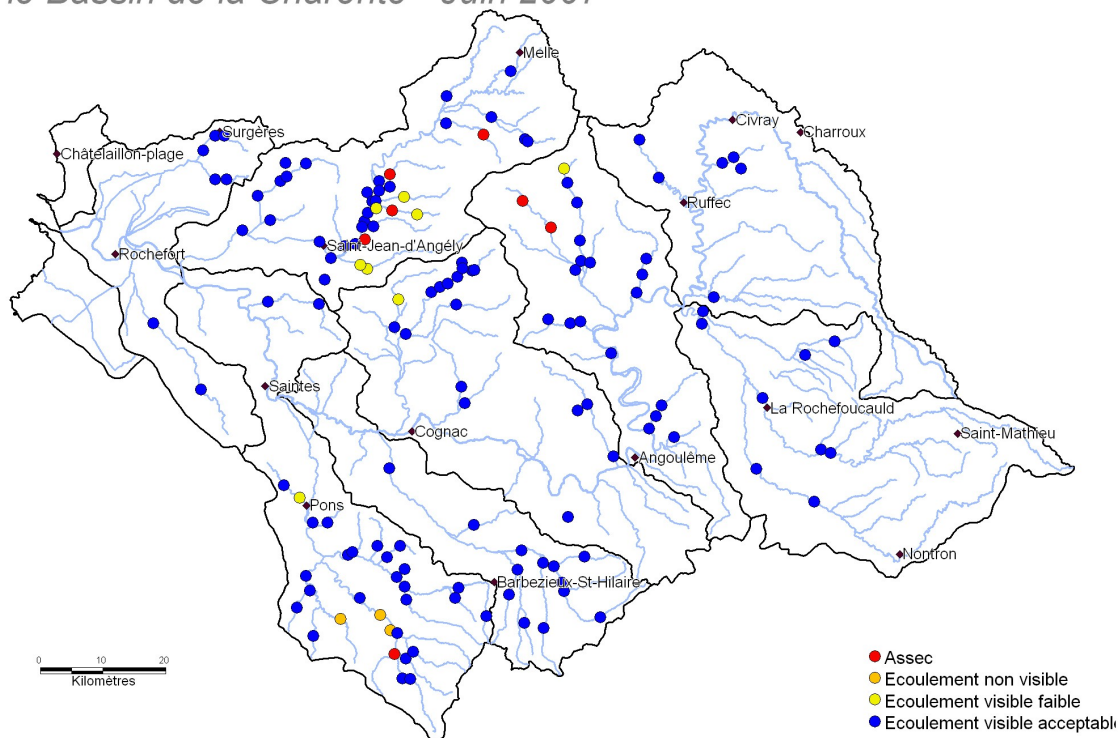 le Bassin de la Charente - Juin 2007
Melle
Surgères
Civray
Charroux
Châtelaillon-plage
Ruffec
Saint-Jean-d'Angély
Rochefort
Saintes
La Rochefoucauld
Cognac
Saint-Mathieu
Angoulême
Pons
Nontron
Barbezieux-St-Hilaire
0 10 20
Kilomètres
Assec
Ecoulement non visible
Ecoulement visible faible
Ecoulement visible acceptable